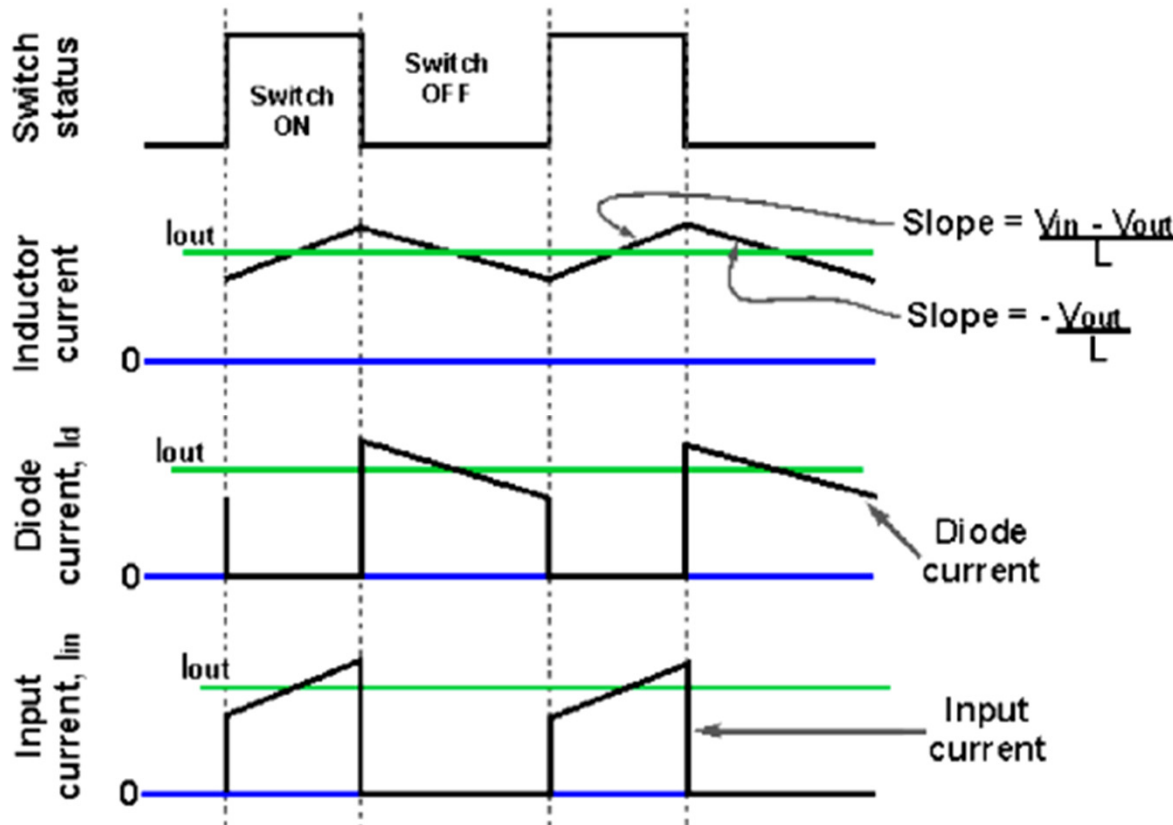 Switch
status
Switch
ON
Switch
OFF
Inductor
current
Iout
0
Slope = Vin - Vout
L
Slope = - Vout
L
Diode
current, Id
Iout
0
Diode
current
Input
current, Iin
Iout
0
Input
current